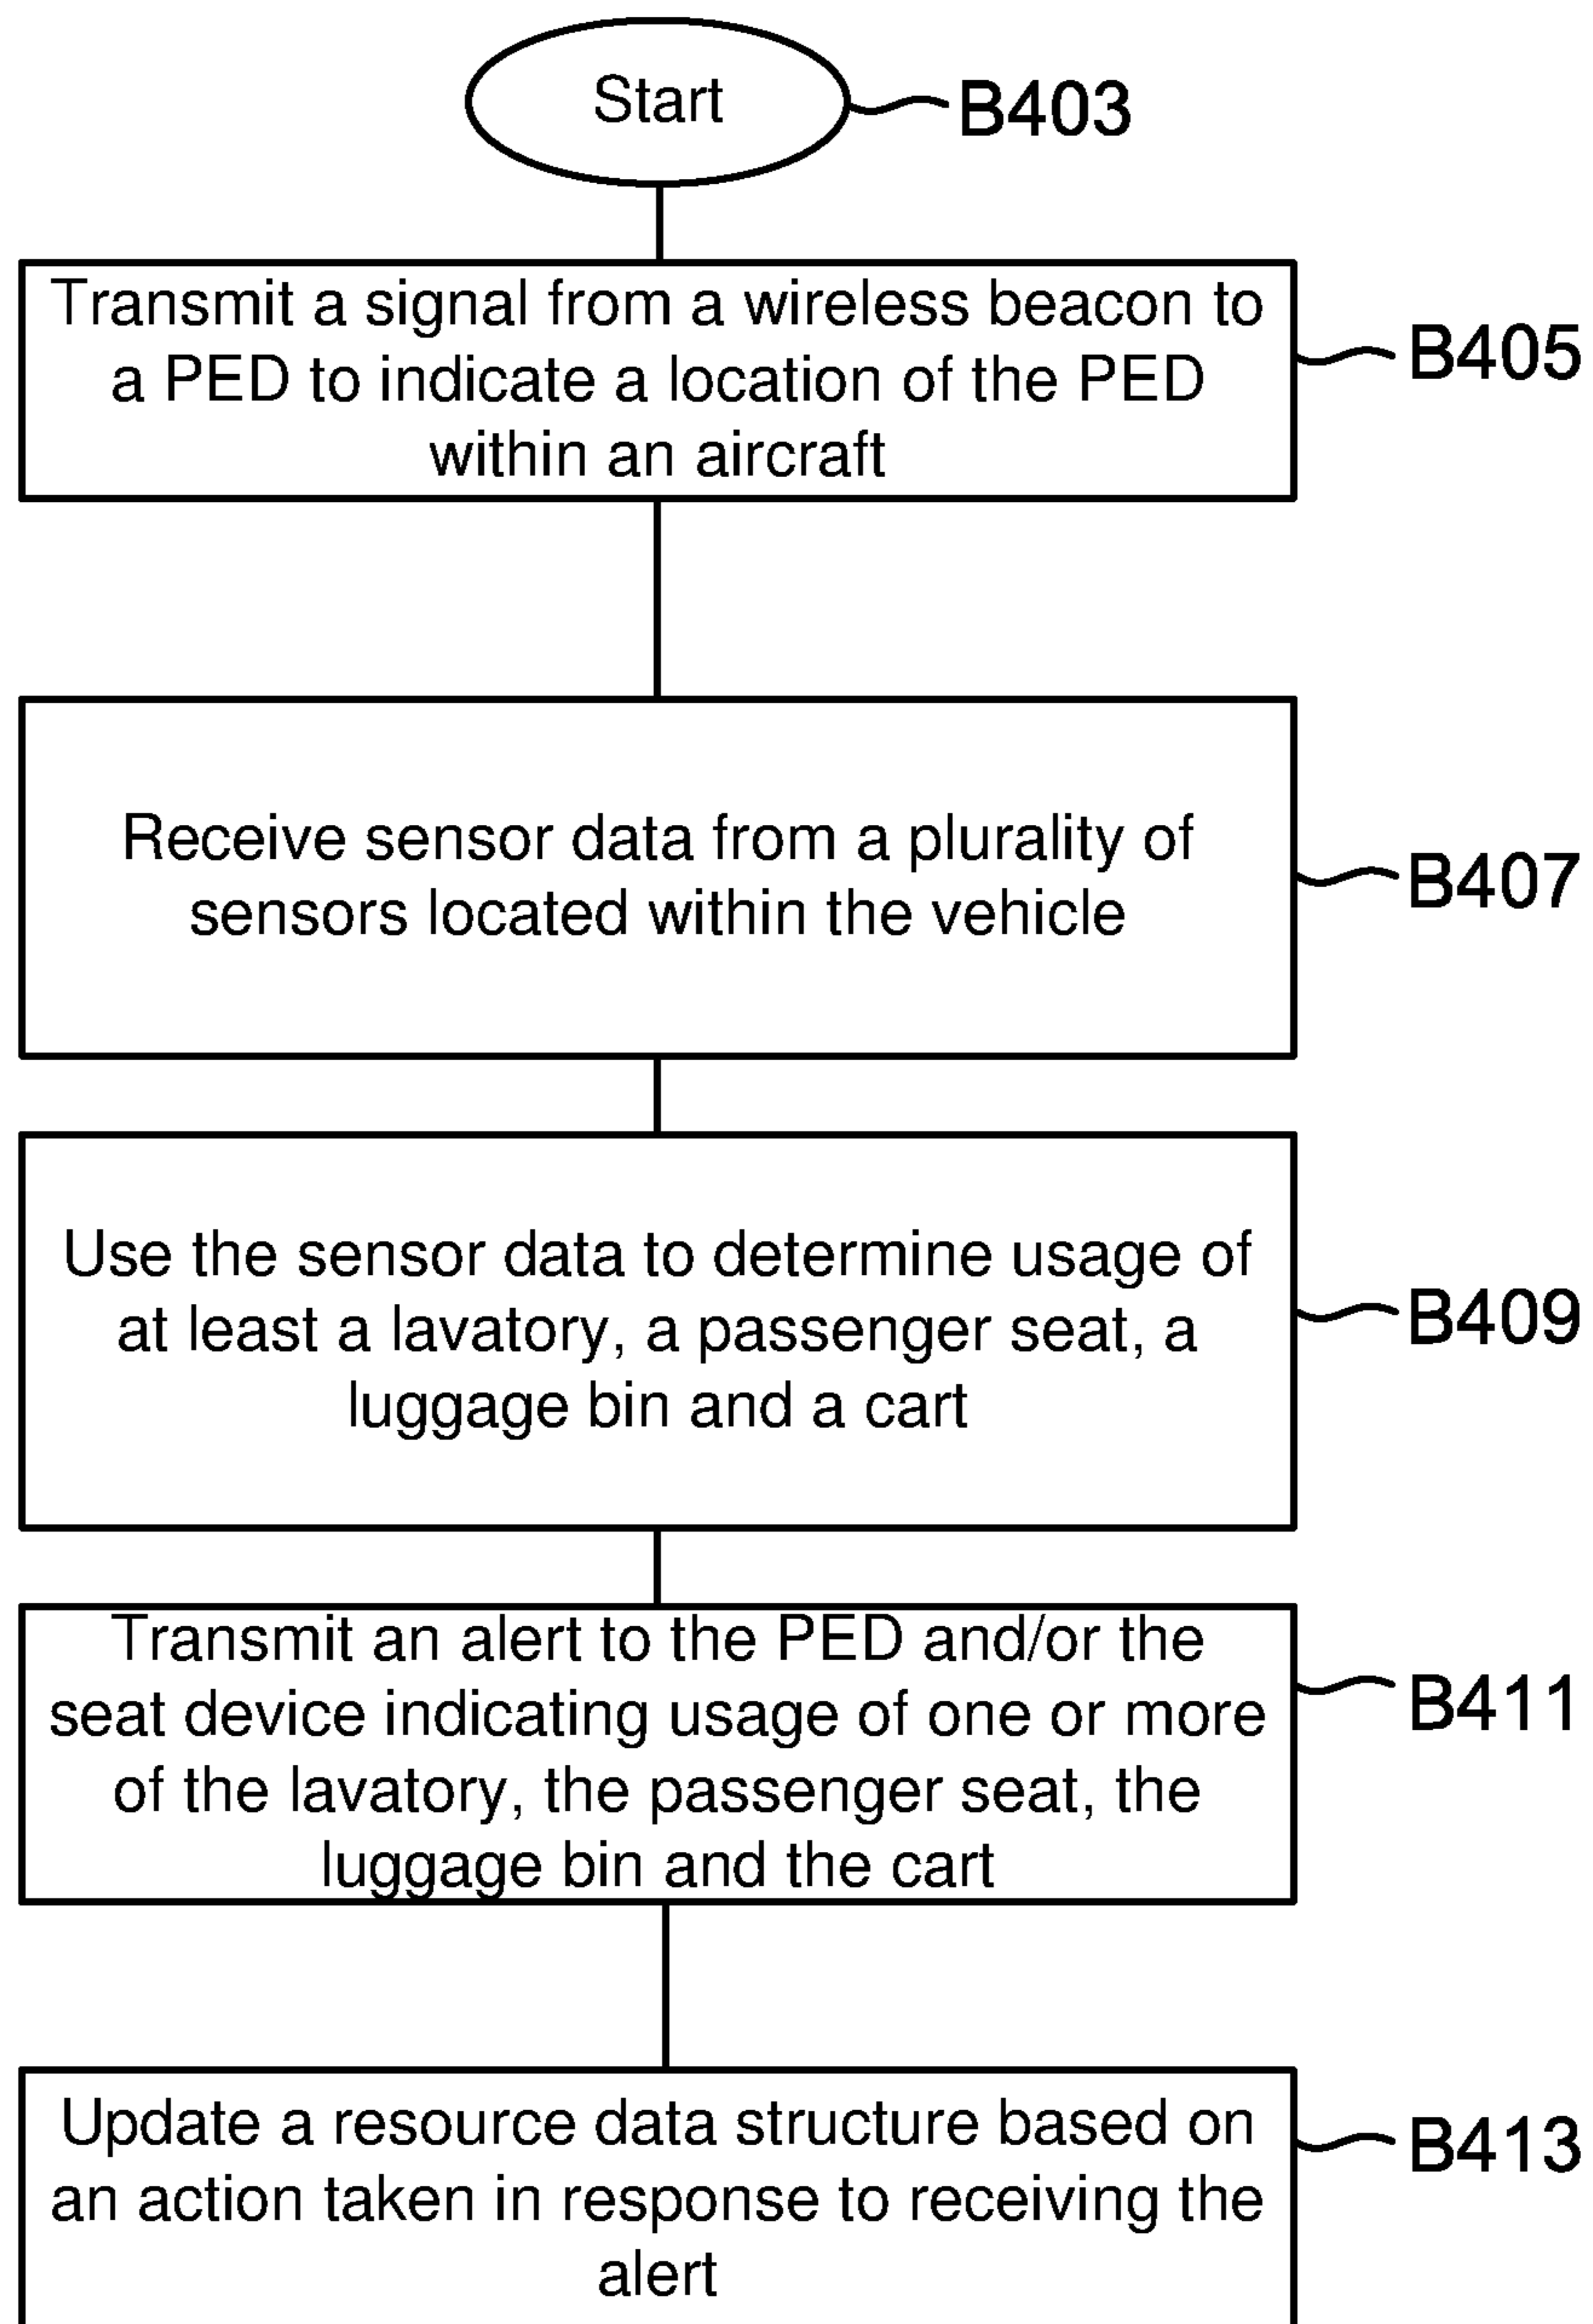 Start
B403
Transmit a signal from a wireless beacon to
a PED to indicate a location of the PED
within an aircraft
B405
Receive sensor data from a plurality of
sensors located within the vehicle
B407
Use the sensor data to determine usage of
at least a lavatory, a passenger seat, a
luggage bin and a cart
B409
Transmit an alert to the PED and/or the
seat device indicating usage of one or more
of the lavatory, the passenger seat, the
luggage bin and the cart
B411
Update a resource data structure based on
an action taken in response to receiving the
alert
B413